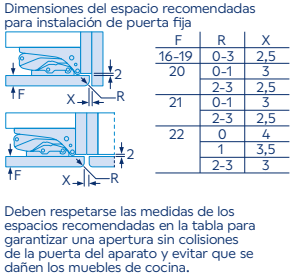 Dimensiones del espacio recomendadas
para instalación de puerta fija
2
F
X
R
2
F
X
R
F R X
16-19 0-3 2,5
20 0-1 3
2-3 2,5
21 0-1 3
2-3 2,5
22 0 4
1 3,5
2-3 3
Deben respetarse las medidas de los
espacios recomendadas en la tabla para
garantizar una apertura sin colisiones
de la puerta del aparato y evitar que se
dañen los muebles de cocina.